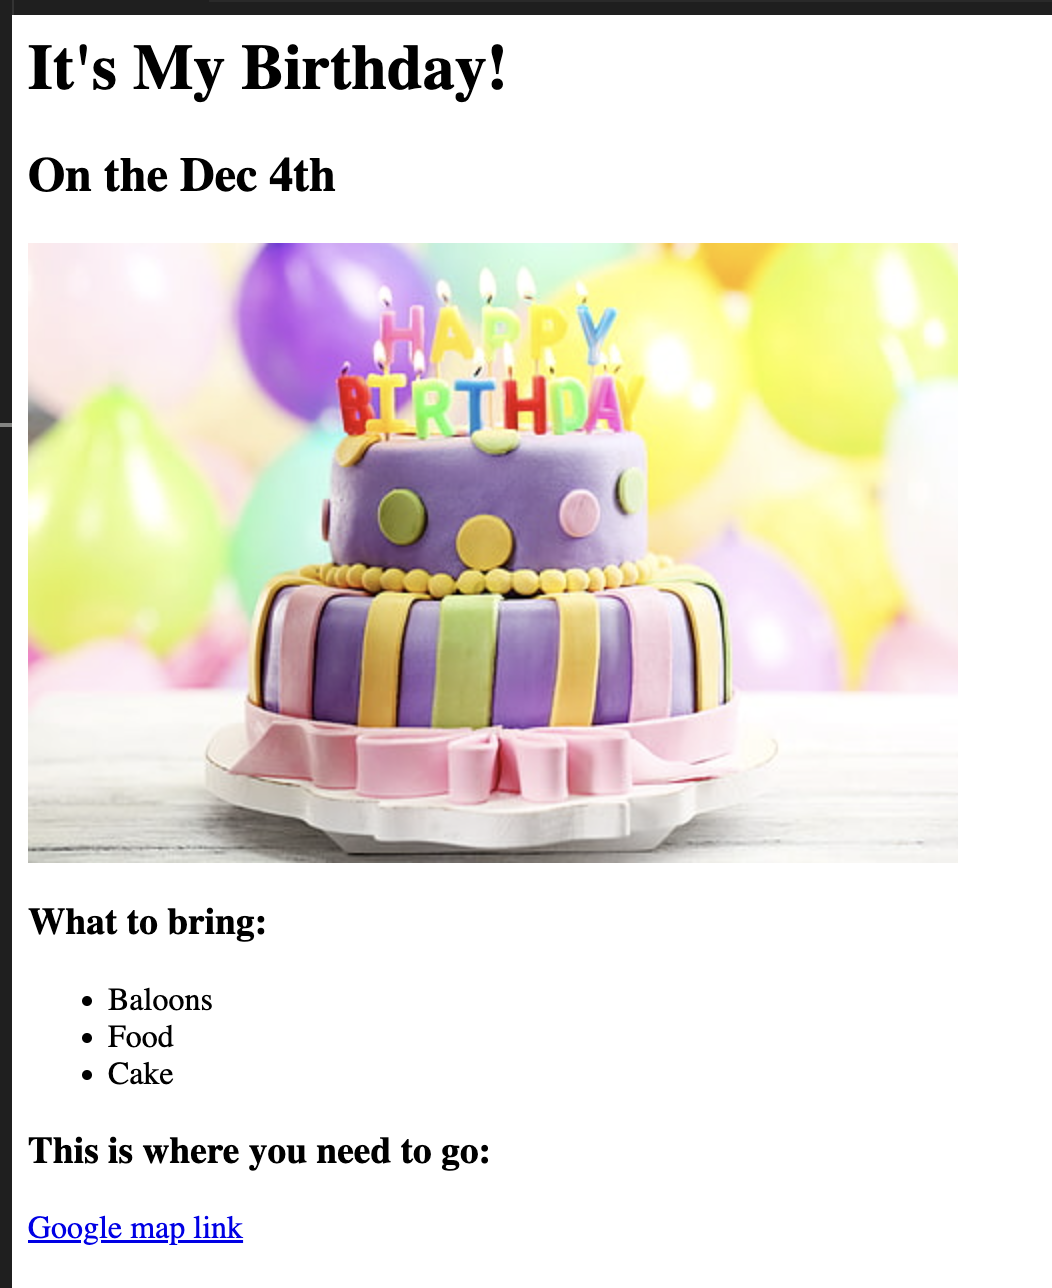 It's My Birthday!
On the Dec 4th
HAPPY
BIRTHDAY
What to bring:
Baloons
Food
Cake
This is where you need to go:
Google map link